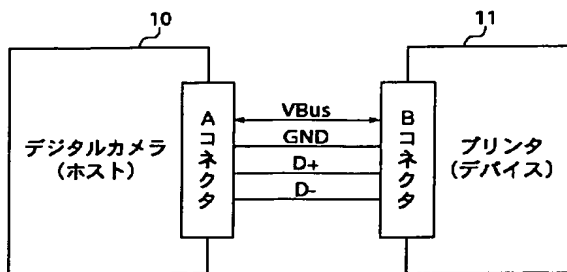 10
11
デジタルカメラ
(ホスト)
Aコネクタ
VBus
GND
D+
D-
Bコネクタ
プリンタ
(デバイス)